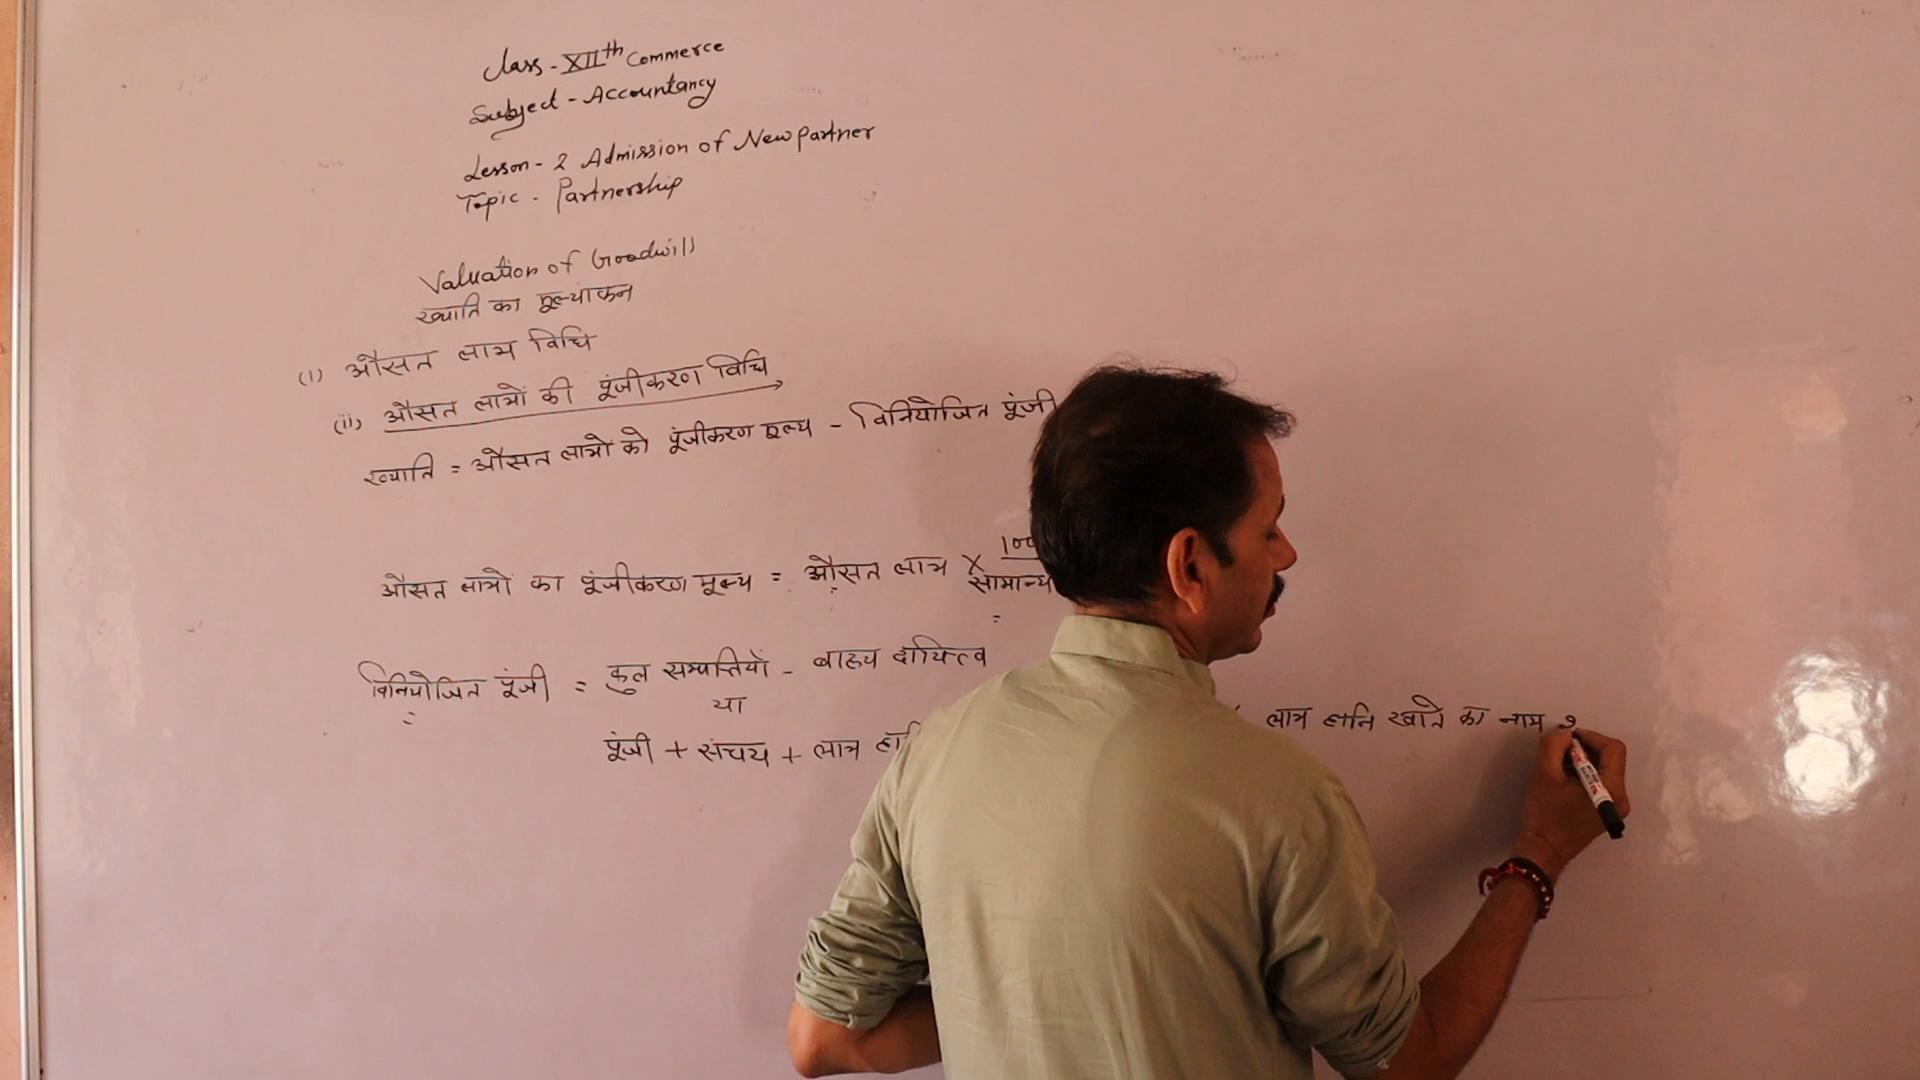 Class - XIIth Commerce
Subject - Accountancy
Lesson - 2 Admission of New partner
Topic - Partnership
Valuation of Goodwill
ख्याति का मूल्यांकन
(i) औसत लाभ विधि
(ii) औसत लाभों की पूंजीकरण विधि
ख्याति = औसत लाभों को पूंजीकरण मूल्य - विनियोजित पूंजी
औसत लाभों का पूंजीकरण मूल्य = औसत लाभ X 100
सामान्य
विनियोजित पूंजी = कुल सम्पत्तियों - बाह्य दायित्व
या
पूंजी + संचय + लाभ लाभ हानि खाते का नाम